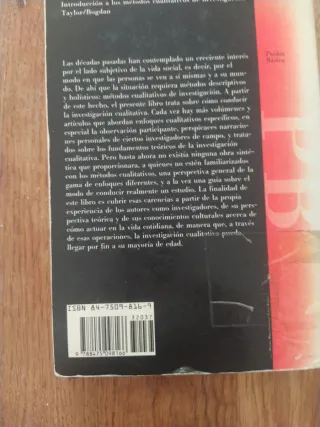 Introducción a los métodos cualitativos de investigación
Taylor/Bogdan
Paidós
Básica
Las décadas pasadas han contemplado un creciente interés
por el lado subjetivo de la vida social, es decir, por el
modo en que las personas se ven a sí mismas y a su mun-
do. De ahí que la situación requiera métodos descriptivos
y holísticos: métodos cualitativos de investigación. A partir
de este hecho, el presente libro trata sobre cómo conducir
la investigación cualitativa. Cada vez hay más volúmenes y
artículos que abordan enfoques cualitativos específicos, en
especial la observación participante, perspicaces narracio-
nes personales de ciertos investigadores de campo, y trata-
dos sobre los fundamentos teóricos de la investigación
cualitativa. Pero hasta ahora no existía ninguna obra sinté-
tica que proporcionara, a quienes no estén familiarizados
con los métodos cualitativos, una perspectiva general de la
gama de enfoques diferentes, y a la vez una guía sobre el
modo de conducir realmente un estudio. La finalidad de
este libro es cubrir esas carencias a partir de la propia
experiencia de los autores como investigadores, de su pers-
pectiva teórica y de sus conocimientos culturales acerca de
cómo actuar en la vida cotidiana, de manera que, a través
de esas operaciones, la investigación cualitativa pueda
llegar por fin a su mayoría de edad.
ISBN 84-7509-816-9
32037
9 788475 098166